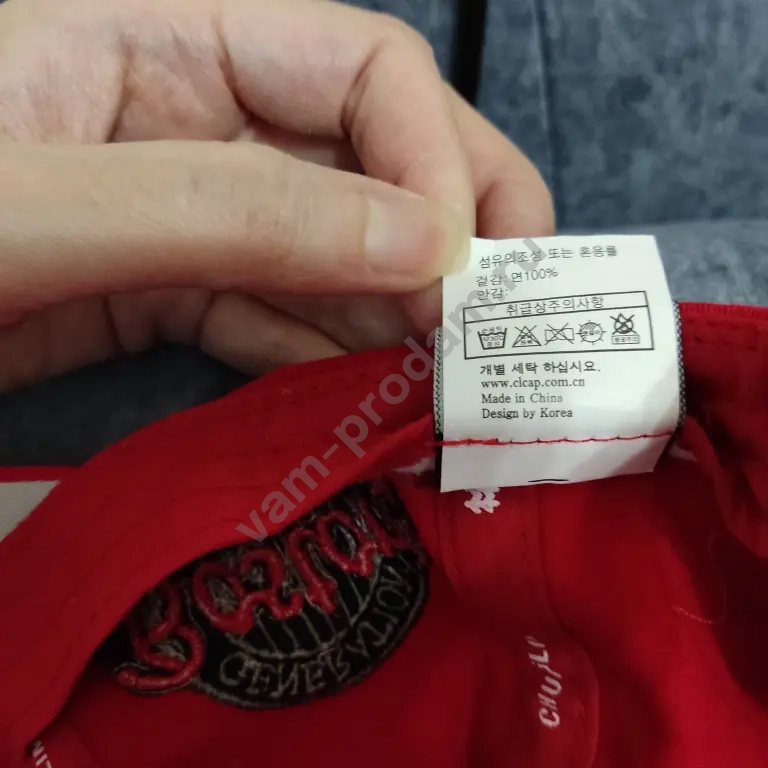 섬유의조성 또는 혼용률
겉감: 면100%
안감:
취급상주의사항
개별 세탁 하십시요.
www.clcap.com.cn
Made in China
Design by Korea
vam-prodam.ru